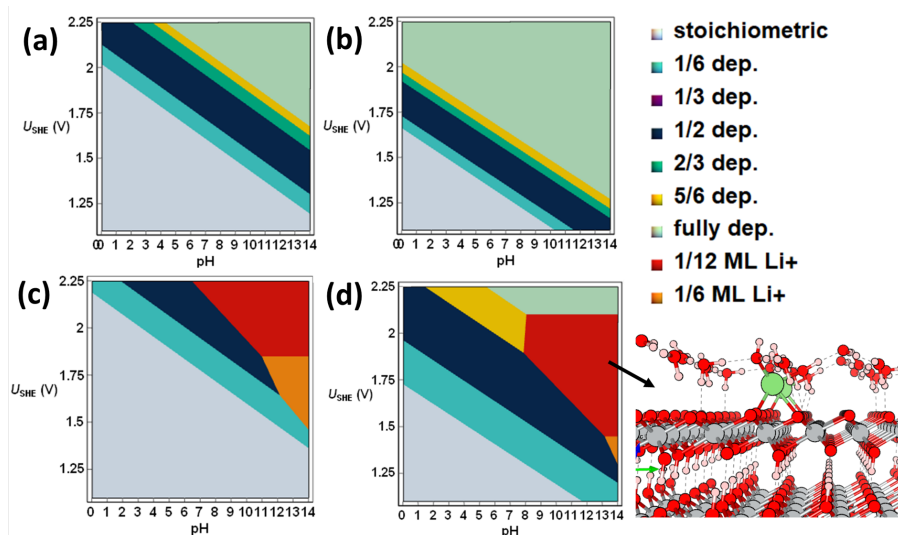 (a)
2.25
2
1.75
U_SHE (V)
1.5
1.25
0 0 1 2 3 4 5 6 7 8 9 10 11 12 13 14
pH
(b)
2.25
2
1.75
U_SHE (V)
1.5
1.25
0 0 1 2 3 4 5 6 7 8 9 10 11 12 13 14
pH
stoichiometric
1/6 dep.
1/3 dep.
1/2 dep.
2/3 dep.
5/6 dep.
fully dep.
1/12 ML Li+
1/6 ML Li+
(c)
2.25
2
U_SHE (V)
1.75
1.5
1.25
0 0 1 2 3 4 5 6 7 8 9 10 11 12 13 14
pH
(d)
2.25
2
U_SHE (V)
1.75
1.5
1.25
0 0 1 2 3 4 5 6 7 8 9 10 11 12 13 14
pH